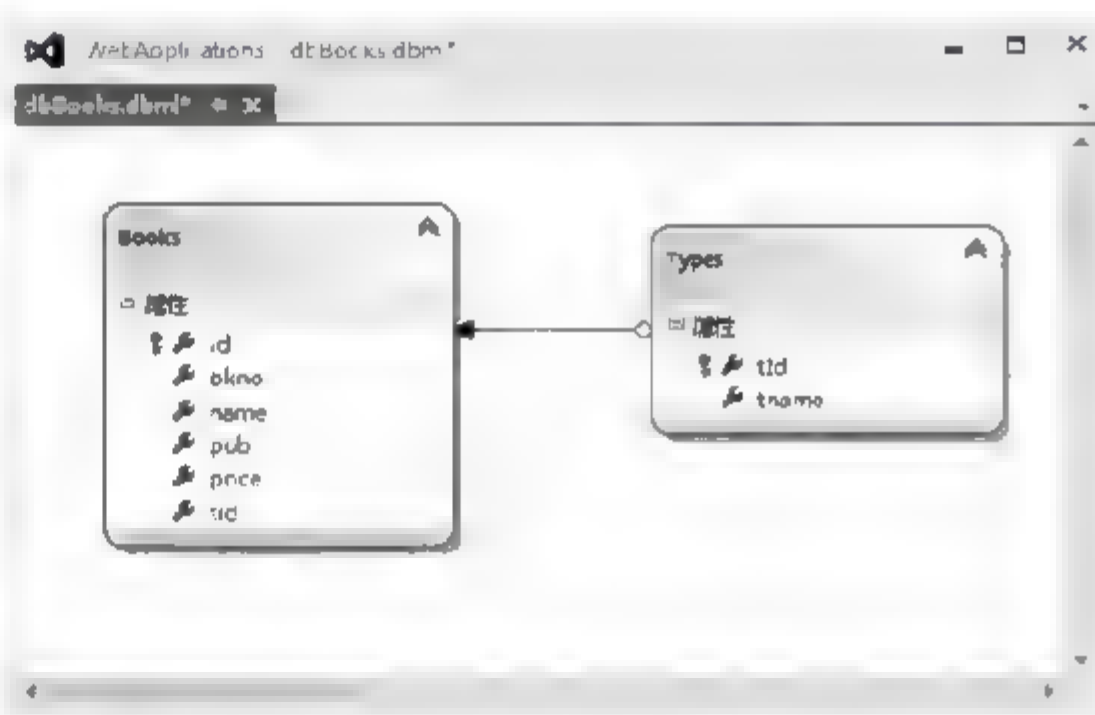 WebApplications dbBooks.dbml*
dbBooks.dbml*
Books
属性
id
bkno
name
pub
price
tid
Types
属性
tId
tname